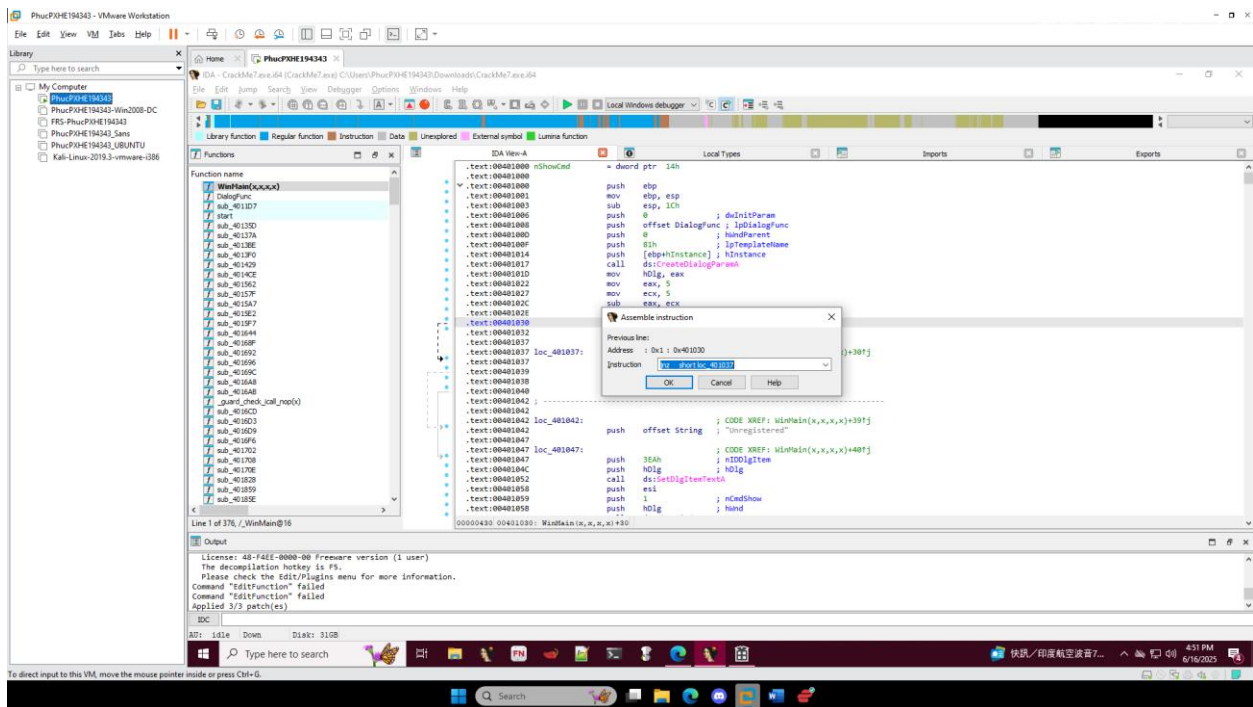 PhucPXHE194343 - VMware Workstation
File Edit View VM Tabs Help
Library
Type here to search
My Computer
PhucPXHE194343
PhucPXHE194343-Win2008-DC
FRS-PhucPXHE194343
PhucPXHE194343_Sans
PhucPXHE194343_UBUNTU
Kali-Linux-2019.3-vmware-i386
Home
PhucPXHE194343
IDA - CrackMe7.exe.i64 (CrackMe7.exe) C:\Users\PhucPXHE194343\Downloads\CrackMe7.exe.i64
File Edit Jump Search View Debugger Options Windows Help
Local Windows debugger
Library function Regular function Instruction Data Unexplored External symbol Lumina function
Functions
Function name
WinMain(x,x,x,x)
DialogFunc
sub_4011D7
start
sub_40135D
sub_40137A
sub_4013BE
sub_4013F0
sub_401429
sub_4014CE
sub_401562
sub_40157F
sub_4015A7
sub_4015E2
sub_4015F7
sub_401644
sub_40168F
sub_401692
sub_401696
sub_40169C
sub_4016A8
sub_4016AB
_guard_check_icall_nop(x)
sub_4016CD
sub_4016D3
sub_4016D9
sub_4016F6
sub_401702
sub_401708
sub_40170E
sub_401828
sub_401859
sub_40185E
Line 1 of 376, /_WinMain@16
IDA View-A Local Types Imports Exports
.text:00401000 nShowCmd = dword ptr 14h
.text:00401000
.text:00401000 push ebp
.text:00401001 mov ebp, esp
.text:00401003 sub esp, 1Ch
.text:00401006 push 0 ; dwInitParam
.text:00401008 push offset DialogFunc ; lpDialogFunc
.text:0040100D push 0 ; hWndParent
.text:0040100F push 81h ; lpTemplateName
.text:00401014 push [ebp+hInstance] ; hInstance
.text:00401017 call ds:CreateDialogParamA
.text:0040101D mov hDlg, eax
.text:00401022 mov eax, 5
.text:00401027 mov ecx, 5
.text:0040102C sub eax, ecx
.text:0040102E
.text:00401030
.text:00401032
.text:00401037
.text:00401037 loc_401037: )+30↑j
.text:00401037
.text:00401039
.text:0040103B
.text:00401040
.text:00401042 ; ---------------------------------------------------------------------------
.text:00401042
.text:00401042 loc_401042: ; CODE XREF: WinMain(x,x,x,x)+39↑j
.text:00401042 push offset String ; "Unregistered"
.text:00401047
.text:00401047 loc_401047: ; CODE XREF: WinMain(x,x,x,x)+40↑j
.text:00401047 push 3EAh ; nIDDlgItem
.text:0040104C push hDlg ; hDlg
.text:00401052 call ds:SetDlgItemTextA
.text:00401058 push esi
.text:00401059 push 1 ; nCmdShow
.text:0040105B push hDlg ; hWnd
00000430 00401030: WinMain(x,x,x,x)+30
Assemble instruction
Previous line:
Address : 0x1 : 0x401030
Instruction jnz short loc_401037
OK Cancel Help
Output
License: 48-F4EE-0000-00 Freeware version (1 user)
The decompilation hotkey is F5.
Please check the Edit/Plugins menu for more information.
Command "EditFunction" failed
Command "EditFunction" failed
Applied 3/3 patch(es)
IDC
AU: idle Down Disk: 31GB
Type here to search
FN
快訊／印度航空波音7...
4:51 PM
6/16/2025
To direct input to this VM, move the mouse pointer inside or press Ctrl+G.
Search